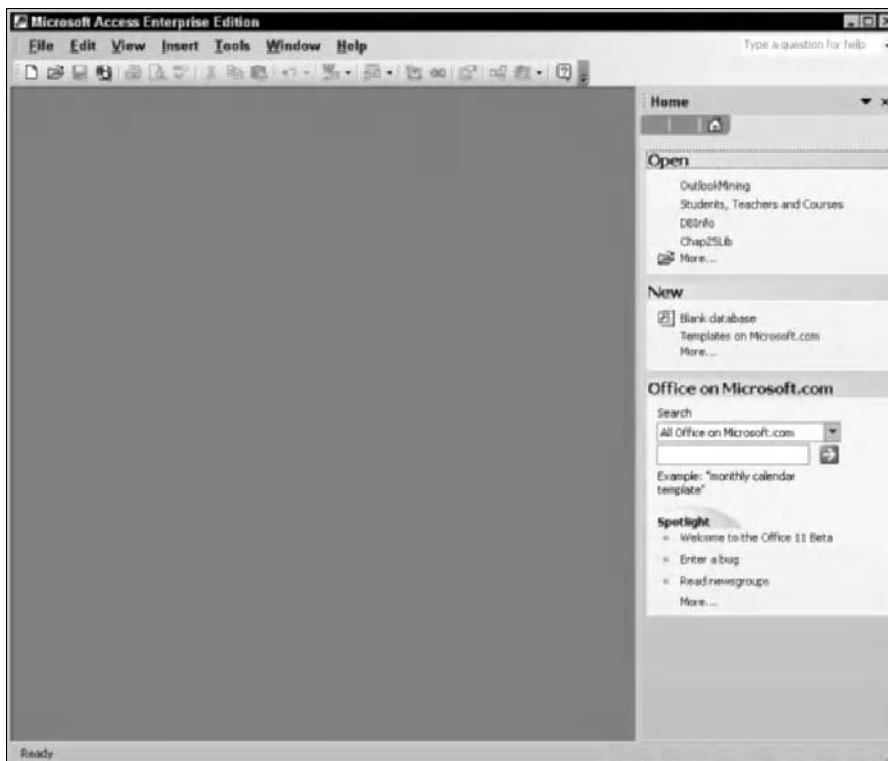 Microsoft Access Enterprise Edition
File Edit View Insert Tools Window Help
Type a question for help
Home
Open
OutlookMining
Students, Teachers and Courses
DBInfo
Chap25Lib
More...
New
Blank database
Templates on Microsoft.com
More...
Office on Microsoft.com
Search
All Office on Microsoft.com
Example: "monthly calendar
template"
Spotlight
Welcome to the Office 11 Beta
Enter a bug
Read newsgroups
More...
Ready